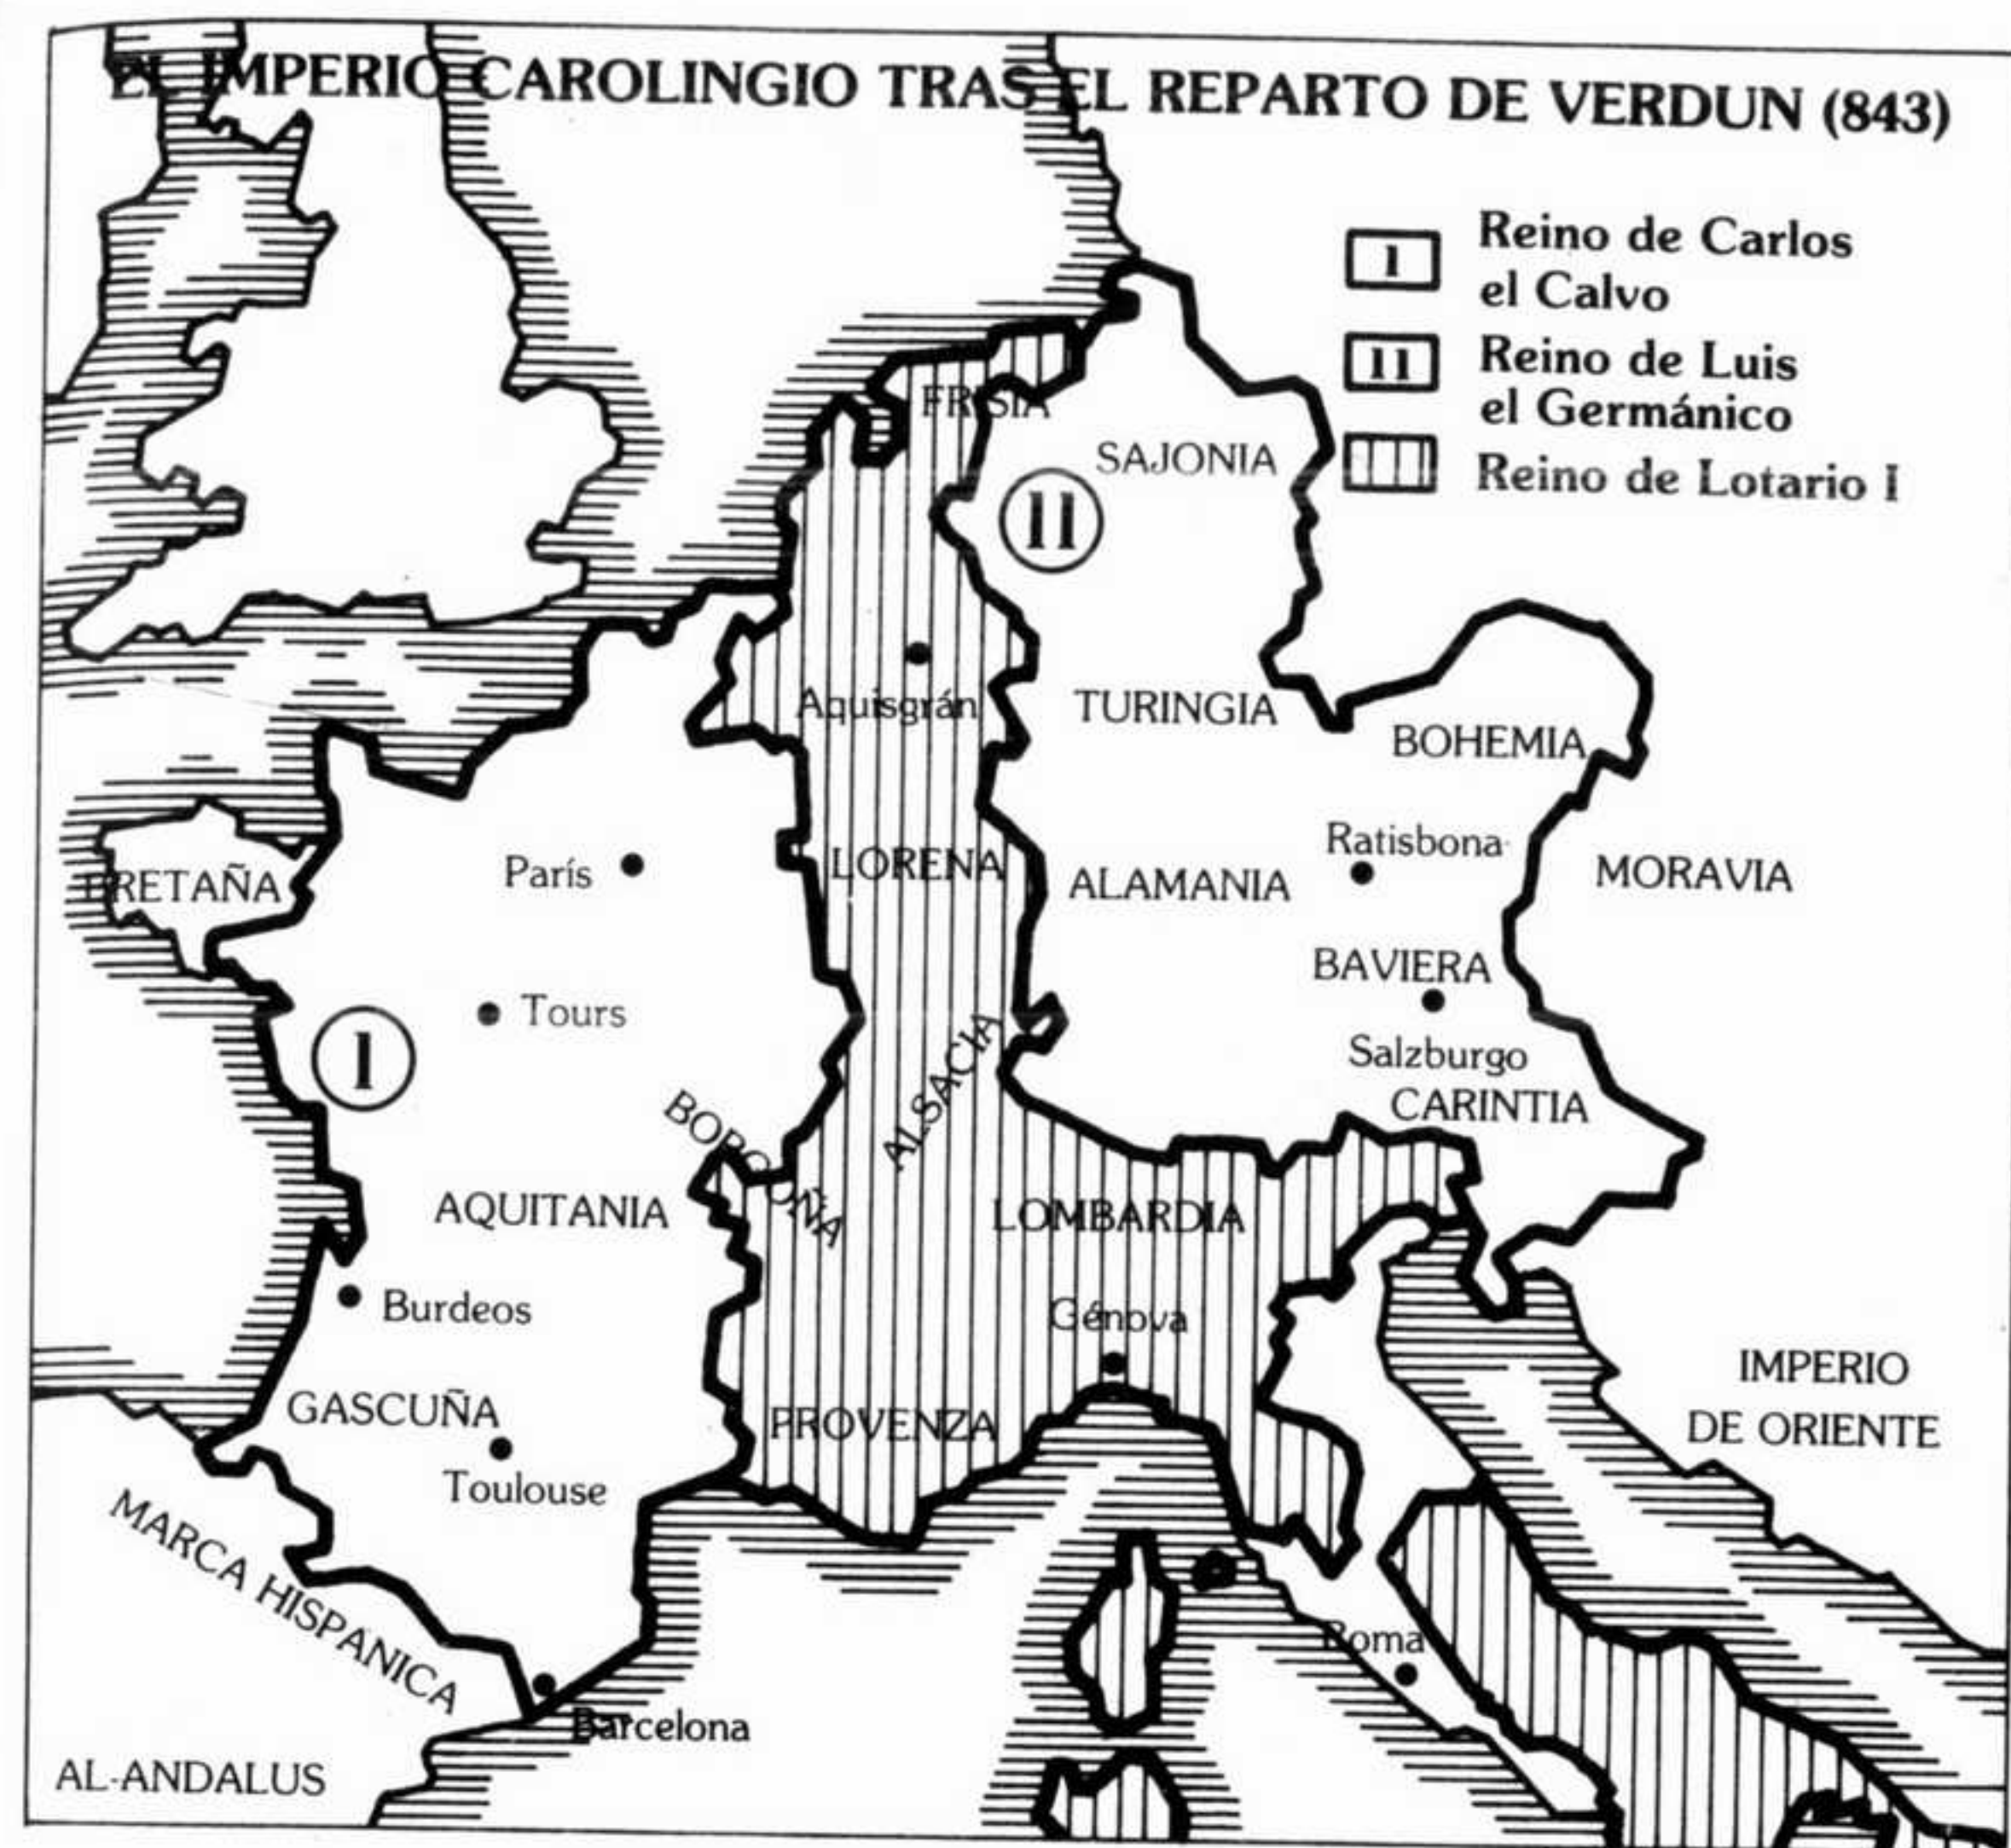 EL IMPERIO CAROLINGIO TRAS EL REPARTO DE VERDUN (843)
I Reino de Carlos
el Calvo
II Reino de Luis
el Germánico
Reino de Lotario I
FRISIA
SAJONIA
II
Aquisgrán
TURINGIA
BOHEMIA
Ratisbona
París
LORENA
ALAMANIA
MORAVIA
BRETAÑA
BAVIERA
Tours
I
ALSACIA
Salzburgo
CARINTIA
BORGOÑA
AQUITANIA
LOMBARDIA
Burdeos
Génova
IMPERIO
DE ORIENTE
GASCUÑA
PROVENZA
Toulouse
MARCA HISPANICA
Roma
Barcelona
AL-ANDALUS